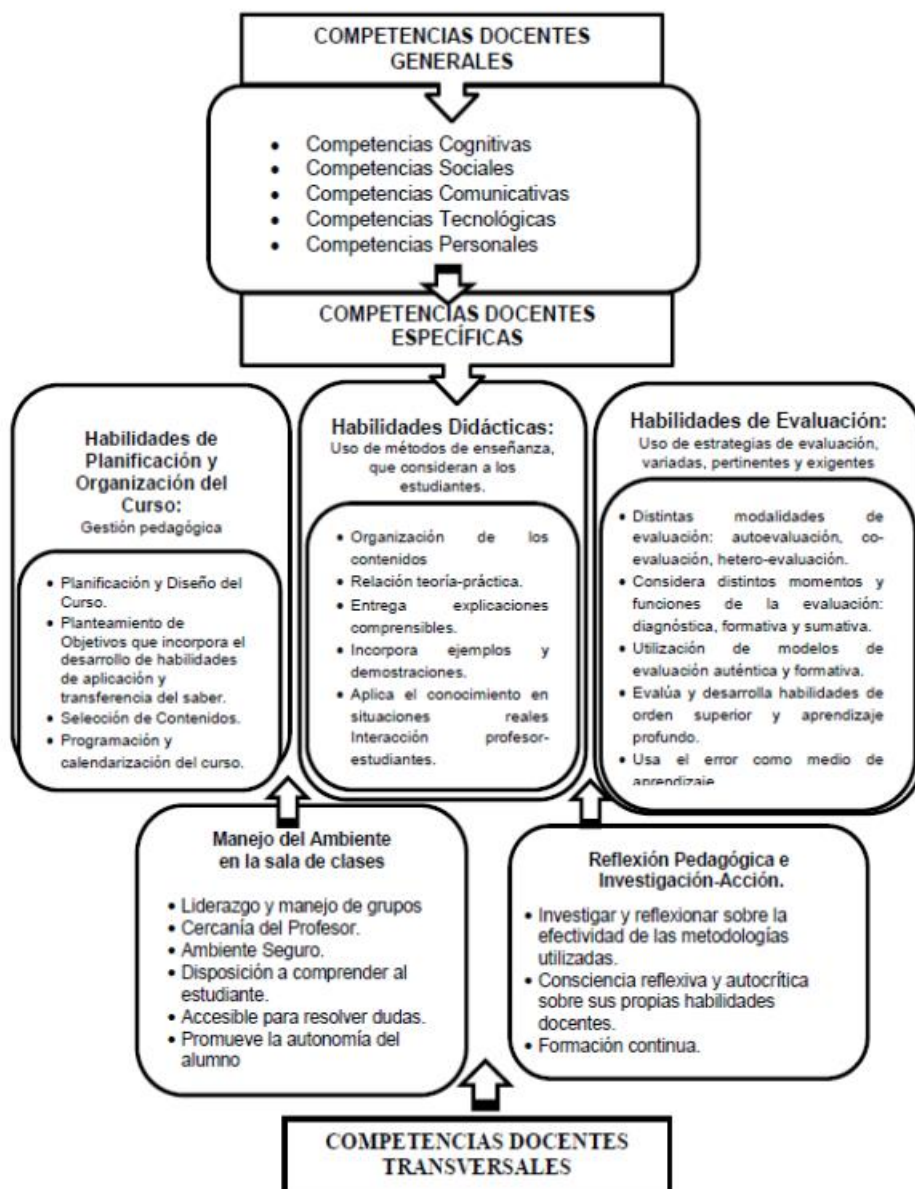 COMPETENCIAS DOCENTES
GENERALES
• Competencias Cognitivas
• Competencias Sociales
• Competencias Comunicativas
• Competencias Tecnológicas
• Competencias Personales
COMPETENCIAS DOCENTES
ESPECÍFICAS
Habilidades de
Planificación y
Organización del
Curso:
Gestión pedagógica
• Planificación y Diseño del
Curso.
• Planteamiento de
Objetivos que incorpora el
desarrollo de habilidades
de aplicación y
transferencia del saber.
• Selección de Contenidos.
• Programación y
calendarización del curso.
Habilidades Didácticas:
Uso de métodos de enseñanza,
que consideran a los
estudiantes.
• Organización de los
contenidos
• Relación teoría-práctica.
• Entrega explicaciones
comprensibles.
• Incorpora ejemplos y
demostraciones.
• Aplica el conocimiento en
situaciones reales
Interacción profesor-
estudiantes.
Habilidades de Evaluación:
Uso de estrategias de evaluación,
variadas, pertinentes y exigentes
• Distintas modalidades de
evaluación: autoevaluación, co-
evaluación, hetero-evaluación.
• Considera distintos momentos y
funciones de la evaluación:
diagnóstica, formativa y sumativa.
• Utilización de modelos de
evaluación auténtica y formativa.
• Evalúa y desarrolla habilidades de
orden superior y aprendizaje
profundo.
• Usa el error como medio de
aprendizaje
Manejo del Ambiente
en la sala de clases
• Liderazgo y manejo de grupos
• Cercanía del Profesor.
• Ambiente Seguro.
• Disposición a comprender al
estudiante.
• Accesible para resolver dudas.
• Promueve la autonomía del
alumno
Reflexión Pedagógica e
Investigación-Acción.
• Investigar y reflexionar sobre la
efectividad de las metodologías
utilizadas.
• Consciencia reflexiva y autocrítica
sobre sus propias habilidades
docentes.
• Formación continua.
COMPETENCIAS DOCENTES
TRANSVERSALES